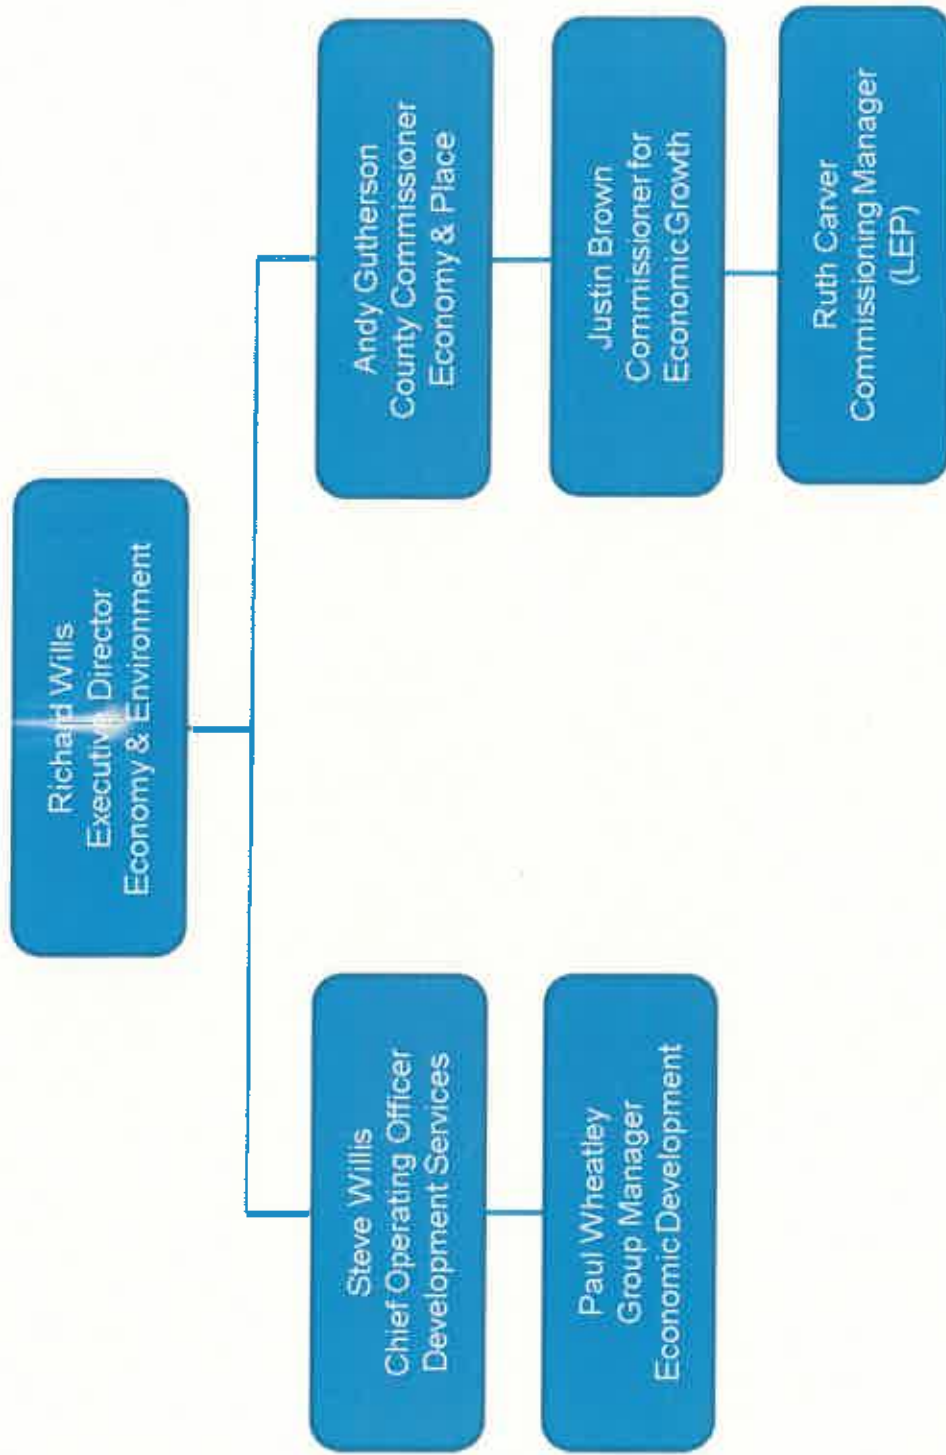 Richard Wills
Executive Director
Economy & Environment
Steve Willis
Chief Operating Officer
Development Services
Andy Gutherson
County Commissioner
Economy & Place
Paul Wheatley
Group Manager
Economic Development
Justin Brown
Commissioner for
Economic Growth
Ruth Carver
Commissioning Manager
(LEP)